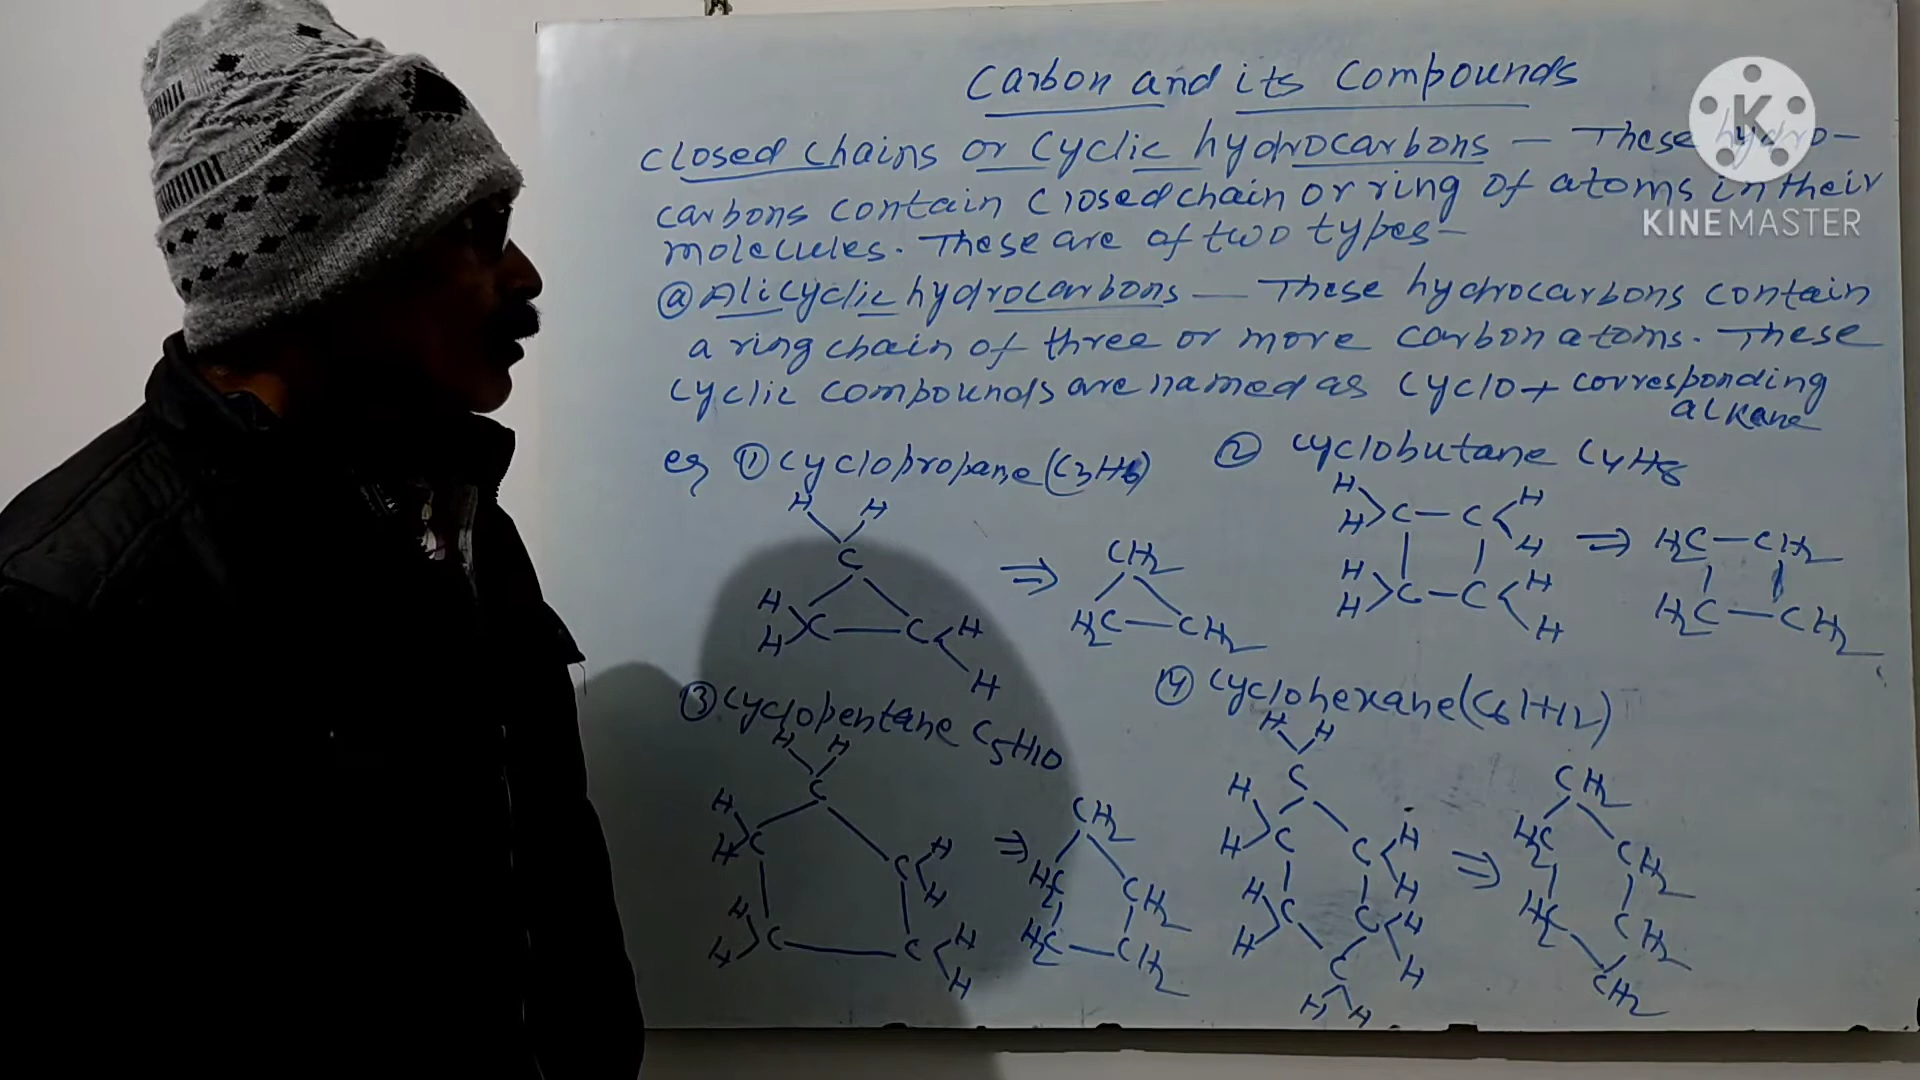 Carbon and its Compounds
Closed chains or Cyclic hydrocarbons — These hydro-
carbons contain closed chain or ring of atoms in their
molecules. These are of two types-
(a) Alicyclic hydrocarbons — These hydrocarbons contain
a ring chain of three or more carbon atoms. These
cyclic compounds are named as cyclo + corresponding
alkane
eg ① Cyclopropane (C3H6) ② Cyclobutane C4H8
H H
C
H H C — C H H ⇒ CH2 H2C — CH2
H H C — C H H ⇒ H2C — CH2
H H C — C H H H2C — CH2
③ Cyclopentane C5H10 ④ Cyclohexane (C6H12)
H H
C
H H C C H H
H H C — C H H
⇒ CH2
H2C CH2
H2C — CH2
H H
C
H H C C H H
H H C C H H
C
H H
⇒ CH2
H2C CH2
H2C CH2
CH2
K
KINEMASTER